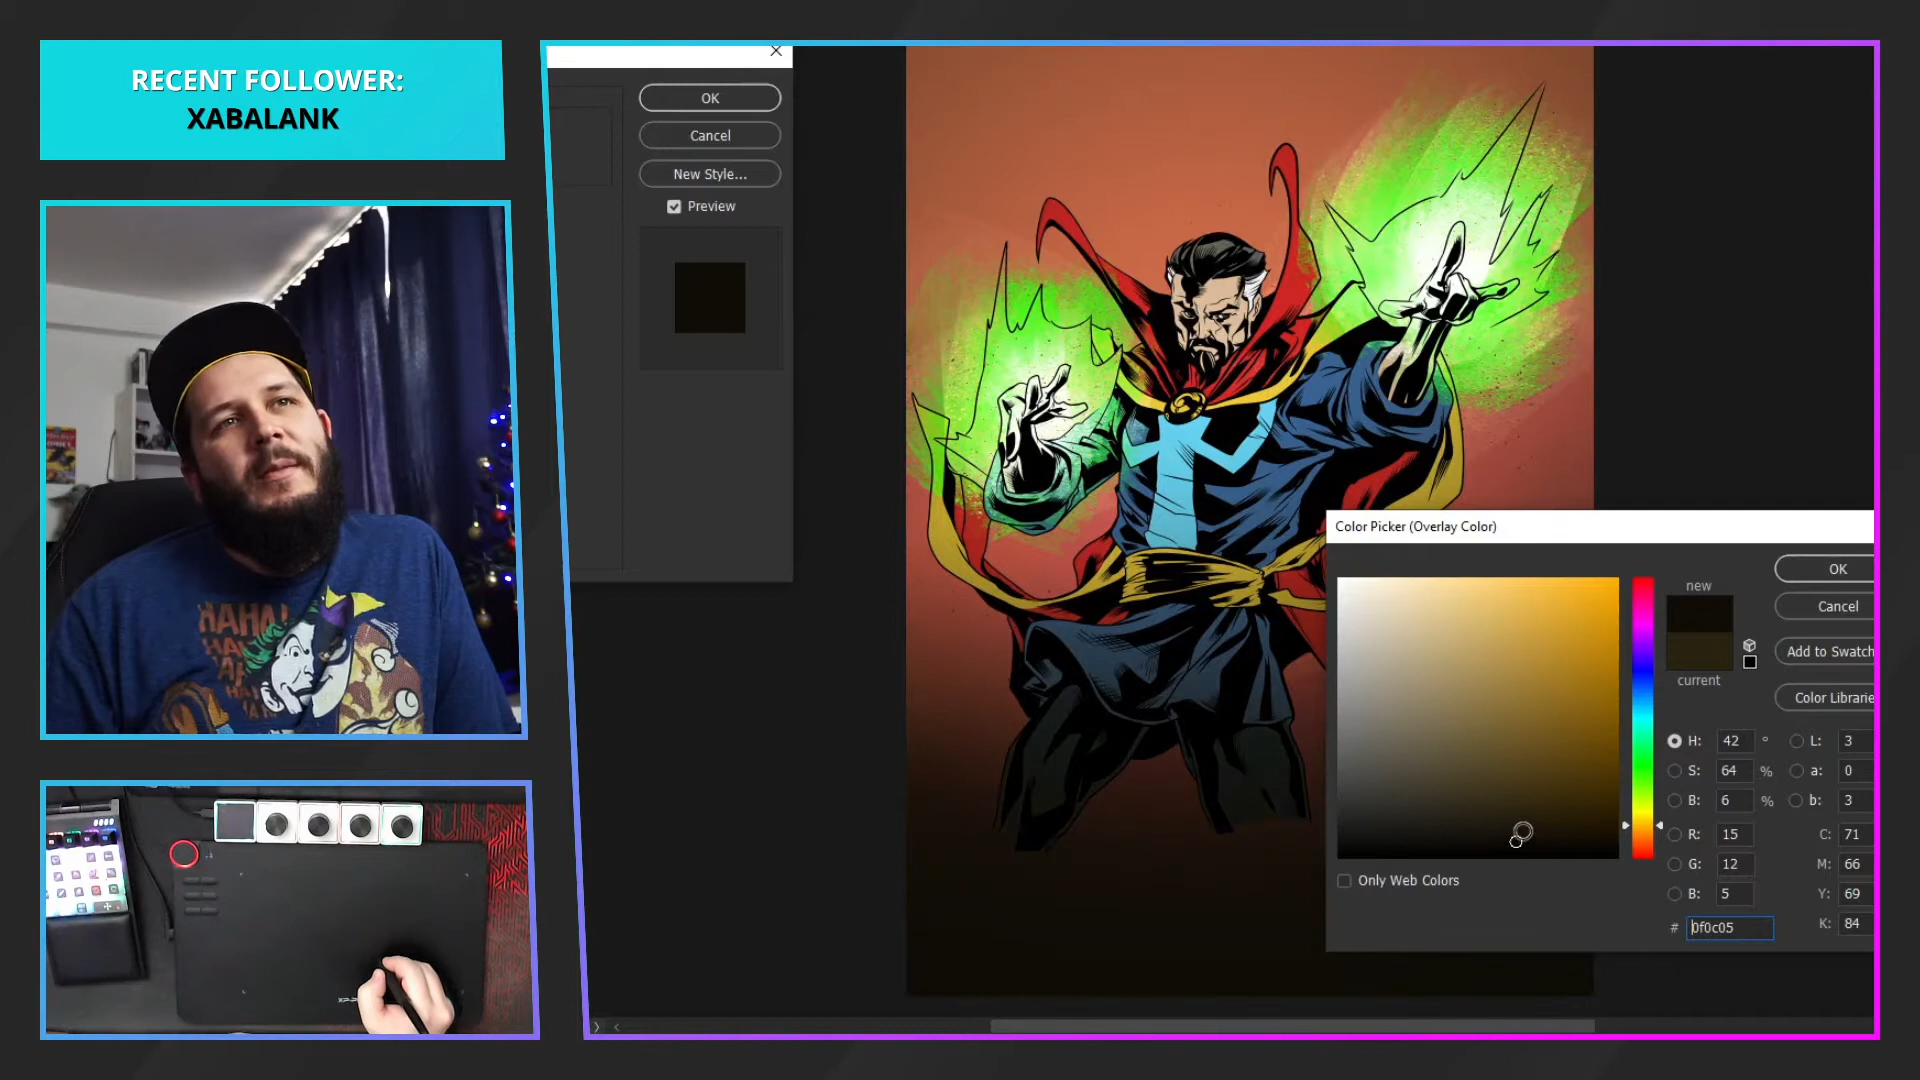 RECENT FOLLOWER:
XABALANK
OK
Cancel
New Style...
Preview
HAHA!
Color Picker (Overlay Color)
new
current
OK
Cancel
Add to Swatch
Color Librarie
H: 42 °
S: 64 %
B: 6 %
R: 15
G: 12
B: 5
# 0f0c05
L: 3
a: 0
b: 3
C: 71
M: 66
Y: 69
K: 84
Only Web Colors